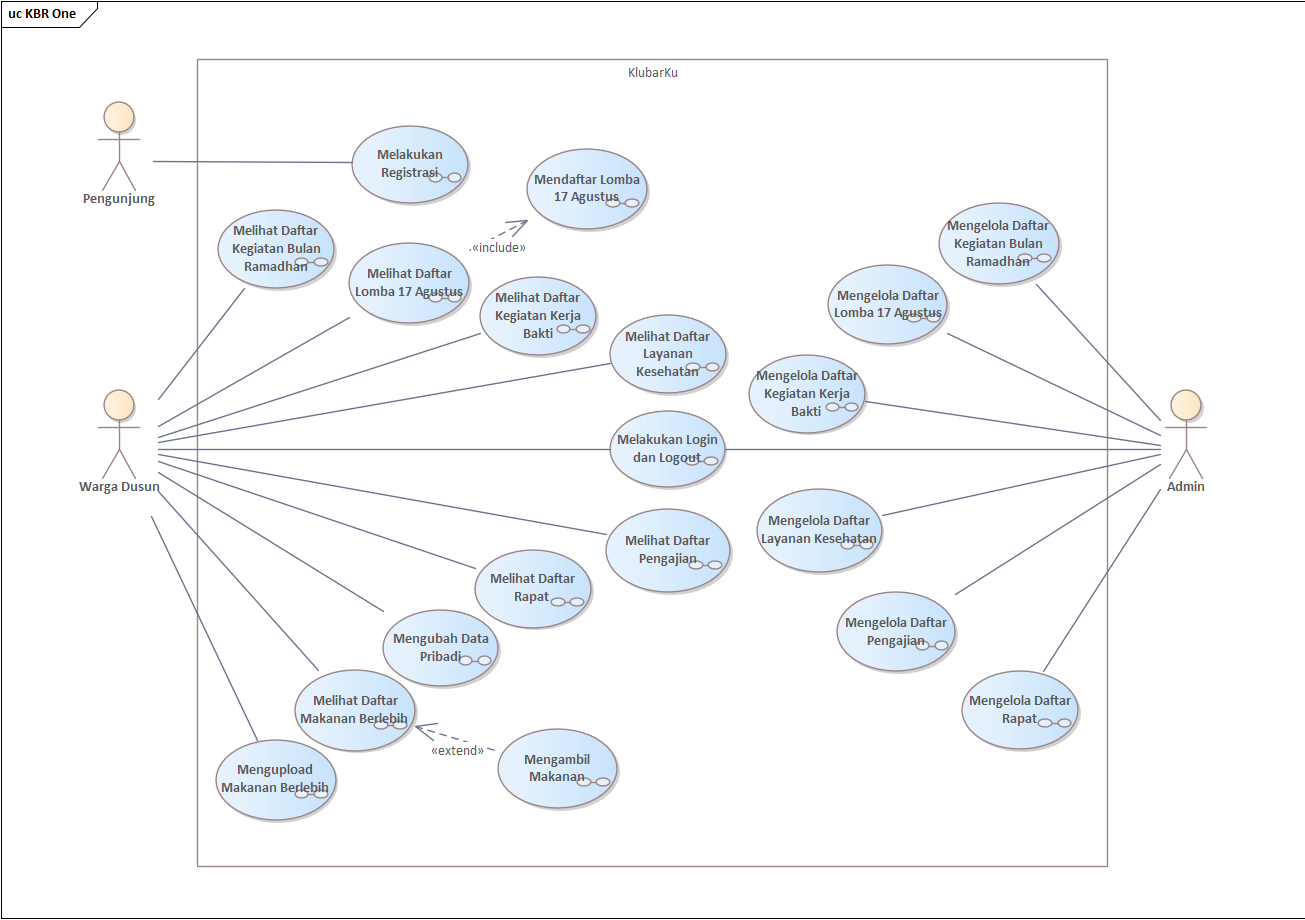 uc KBR One
KlubarKu
Pengunjung
Melakukan
Registrasi
Mendaftar Lomba
17 Agustus
«include»
Melihat Daftar
Kegiatan Bulan
Ramadhan
Melihat Daftar
Lomba 17 Agustus
Melihat Daftar
Kegiatan Kerja
Bakti
Melihat Daftar
Layanan
Kesehatan
Mengelola Daftar
Kegiatan Bulan
Ramadhan
Mengelola Daftar
Lomba 17 Agustus
Mengelola Daftar
Kegiatan Kerja
Bakti
Warga Dusun
Melakukan Login
dan Logout
Admin
Melihat Daftar
Pengajian
Mengelola Daftar
Layanan Kesehatan
Melihat Daftar
Rapat
Mengubah Data
Pribadi
Mengelola Daftar
Pengajian
Melihat Daftar
Makanan Berlebih
Mengelola Daftar
Rapat
«extend»
Mengupload
Makanan Berlebih
Mengambil
Makanan